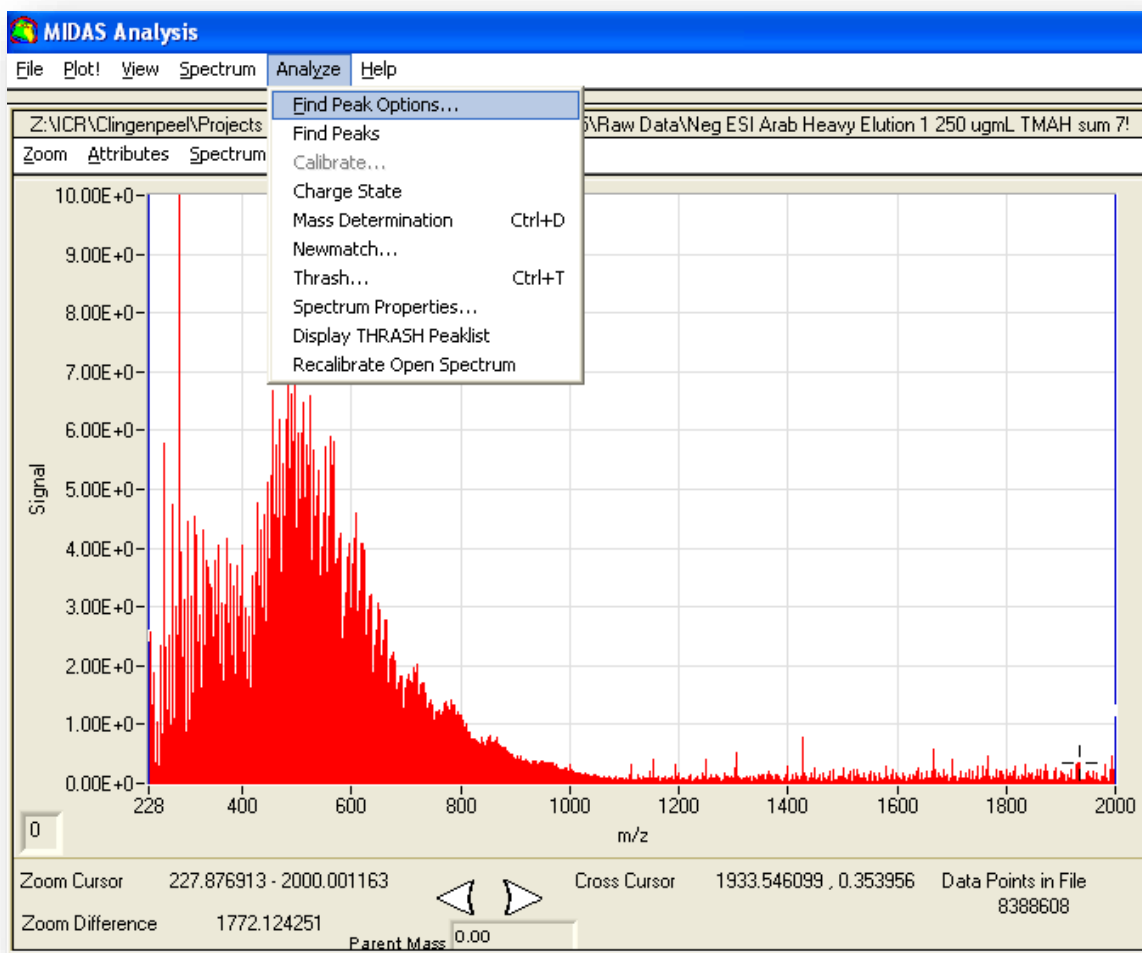 MIDAS Analysis
File Plot! View Spectrum Analyze Help
Find Peak Options...
Find Peaks
Calibrate...
Charge State
Mass Determination Ctrl+D
Newmatch...
Thrash... Ctrl+T
Spectrum Properties...
Display THRASH Peaklist
Recalibrate Open Spectrum
Z:\ICR\Clingenpeel\Projects \Raw Data\Neg ESI Arab Heavy Elution 1 250 ugmL TMAH sum 7!
Zoom Attributes Spectrum
10.00E+0
9.00E+0
8.00E+0
7.00E+0
6.00E+0
5.00E+0
4.00E+0
3.00E+0
2.00E+0
1.00E+0
0.00E+0
Signal
228 400 600 800 1000 1200 1400 1600 1800 2000
m/z
0
Zoom Cursor 227.876913 - 2000.001163 Cross Cursor 1933.546099 , 0.353956 Data Points in File
8388608
Zoom Difference 1772.124251
Parent Mass 0.00